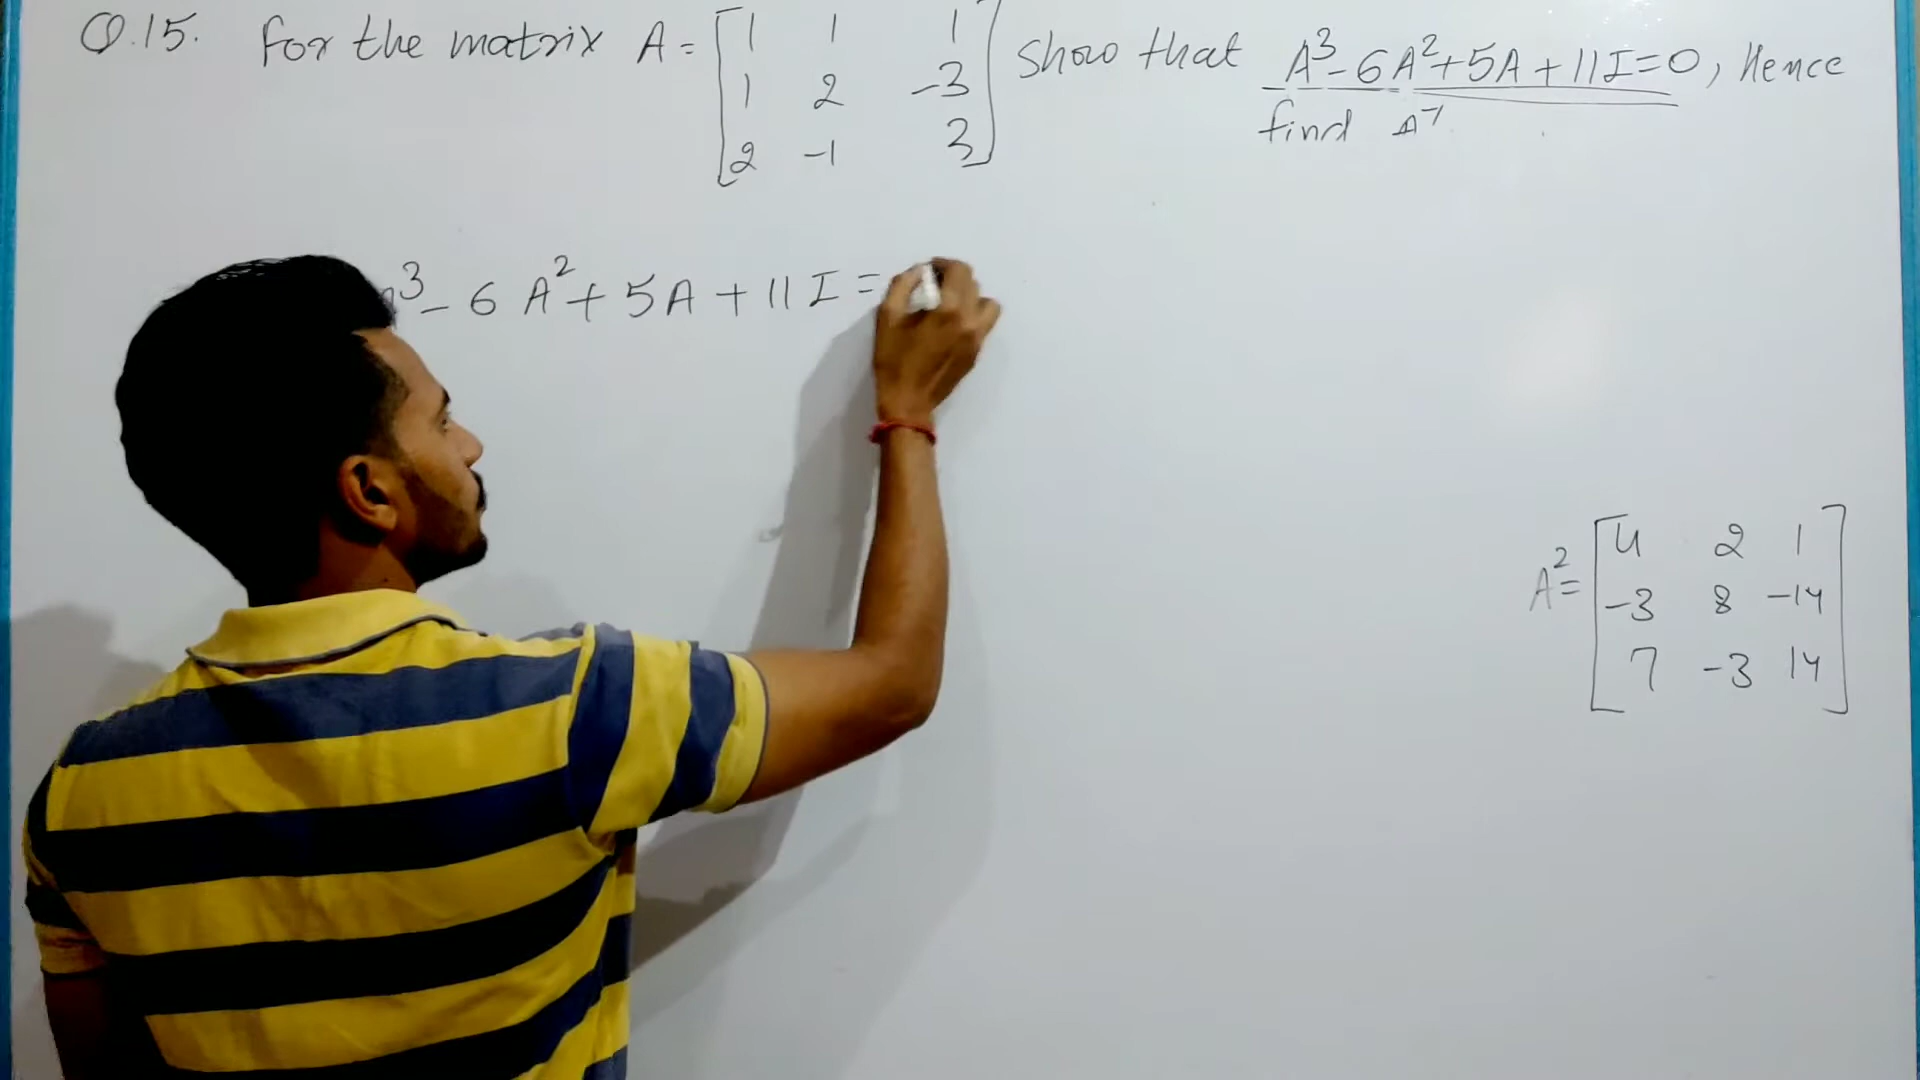 Q.15. For the matrix A = [1 1 1 show that A³-6A²+5A+11I=0, Hence
1 2 -3
find A⁻¹
2 -1 3]
³- 6 A²+ 5A + 11 I =
A²= [4 2 1
-3 8 -14
7 -3 14]